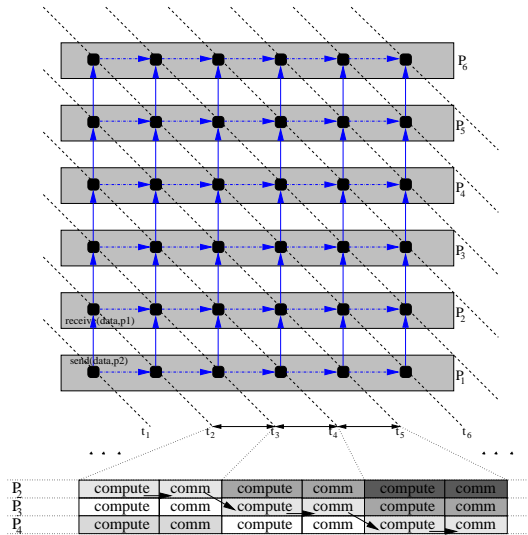 P6
P5
P4
P3
receive(data,p1)
P2
send(data,p2)
P1
t1 t2 t3 t4 t5 t6
. . . . . .
P2 compute comm compute comm compute comm
P3 compute comm compute comm compute comm
P4 compute comm compute comm compute comm